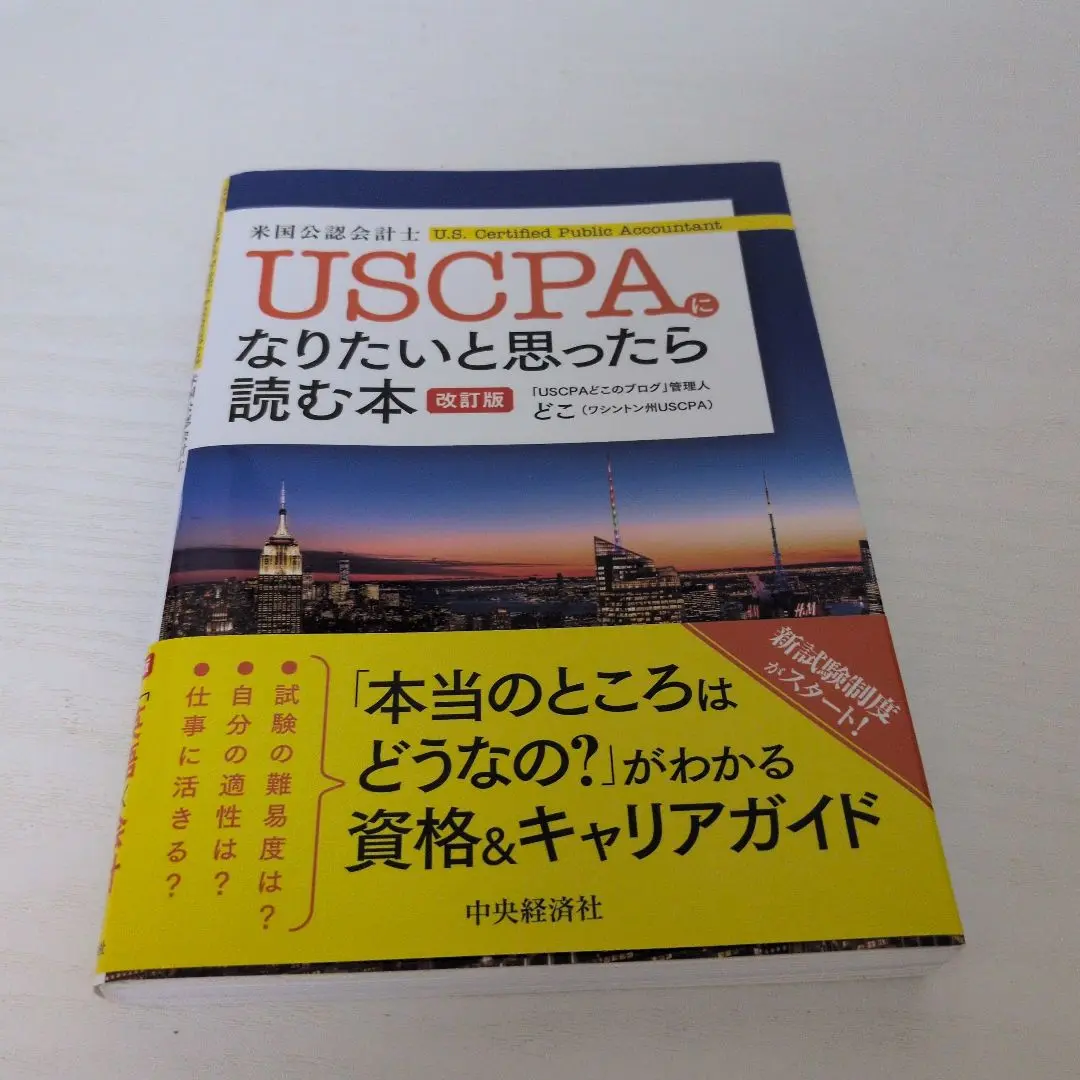 米国公認会計士 U.S. Certified Public Accountant
USCPAに
なりたいと思ったら
読む本 改訂版
「USCPAどこのブログ」管理人
どこ（ワシントン州USCPA）
H&M
新試験制度
がスタート！
●試験の難易度は？
●自分の適性は？
●仕事に活きる？
「本当のところは
どうなの？」がわかる
資格&キャリアガイド
中央経済社